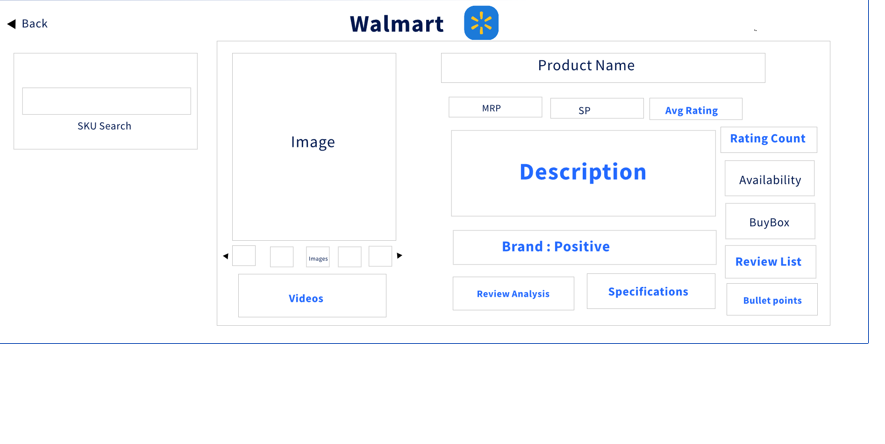 Back
Walmart
SKU Search
Image
Images
Videos
Product Name
MRP
SP
Avg Rating
Rating Count
Description
Availability
BuyBox
Brand : Positive
Review List
Review Analysis
Specifications
Bullet points